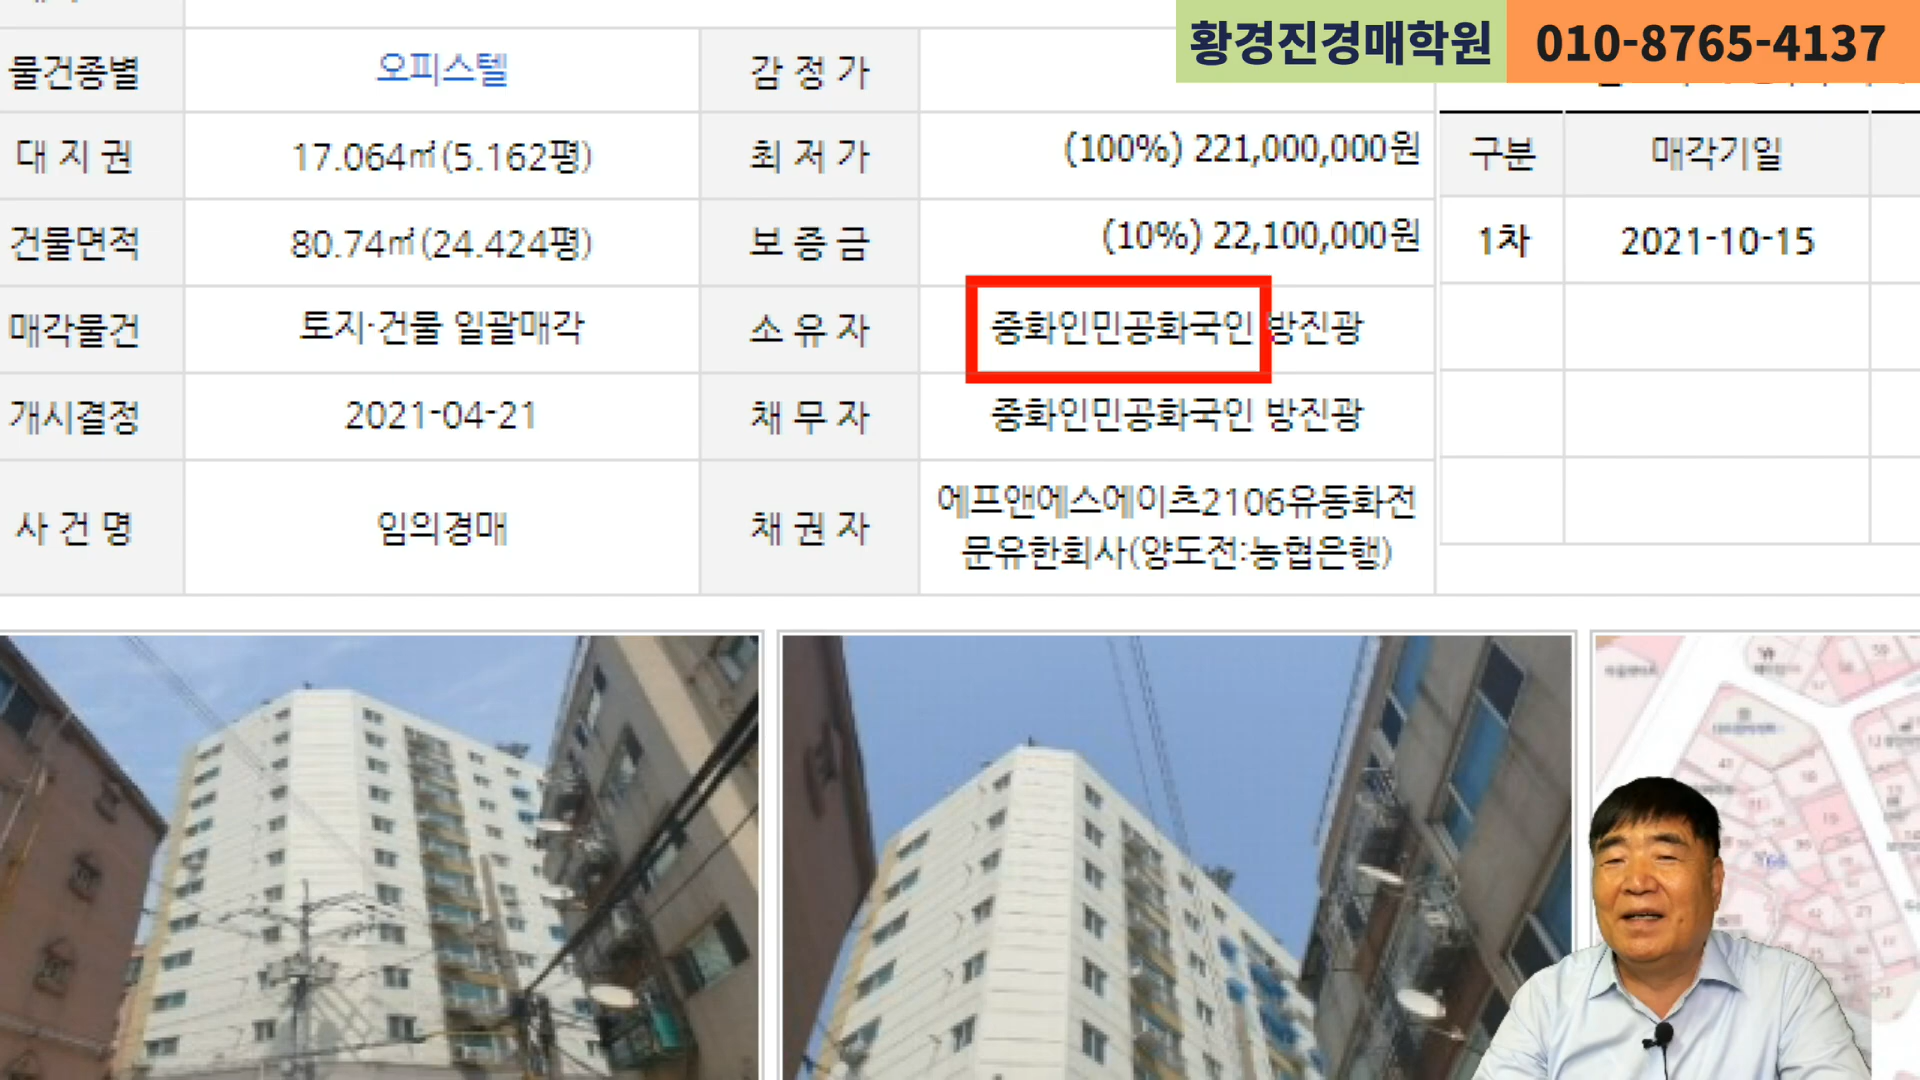 황경진경매학원 010-8765-4137
물건종별 오피스텔 감 정 가
대 지 권 17.064㎡(5.162평) 최 저 가 (100%) 221,000,000원 구분 매각기일
건물면적 80.74㎡(24.424평) 보 증 금 (10%) 22,100,000원 1차 2021-10-15
매각물건 토지·건물 일괄매각 소 유 자 중화인민공화국인 방진광
개시결정 2021-04-21 채 무 자 중화인민공화국인 방진광
사 건 명 임의경매 채 권 자 에프앤에스에이츠2106유동화전
문유한회사(양도전:농협은행)